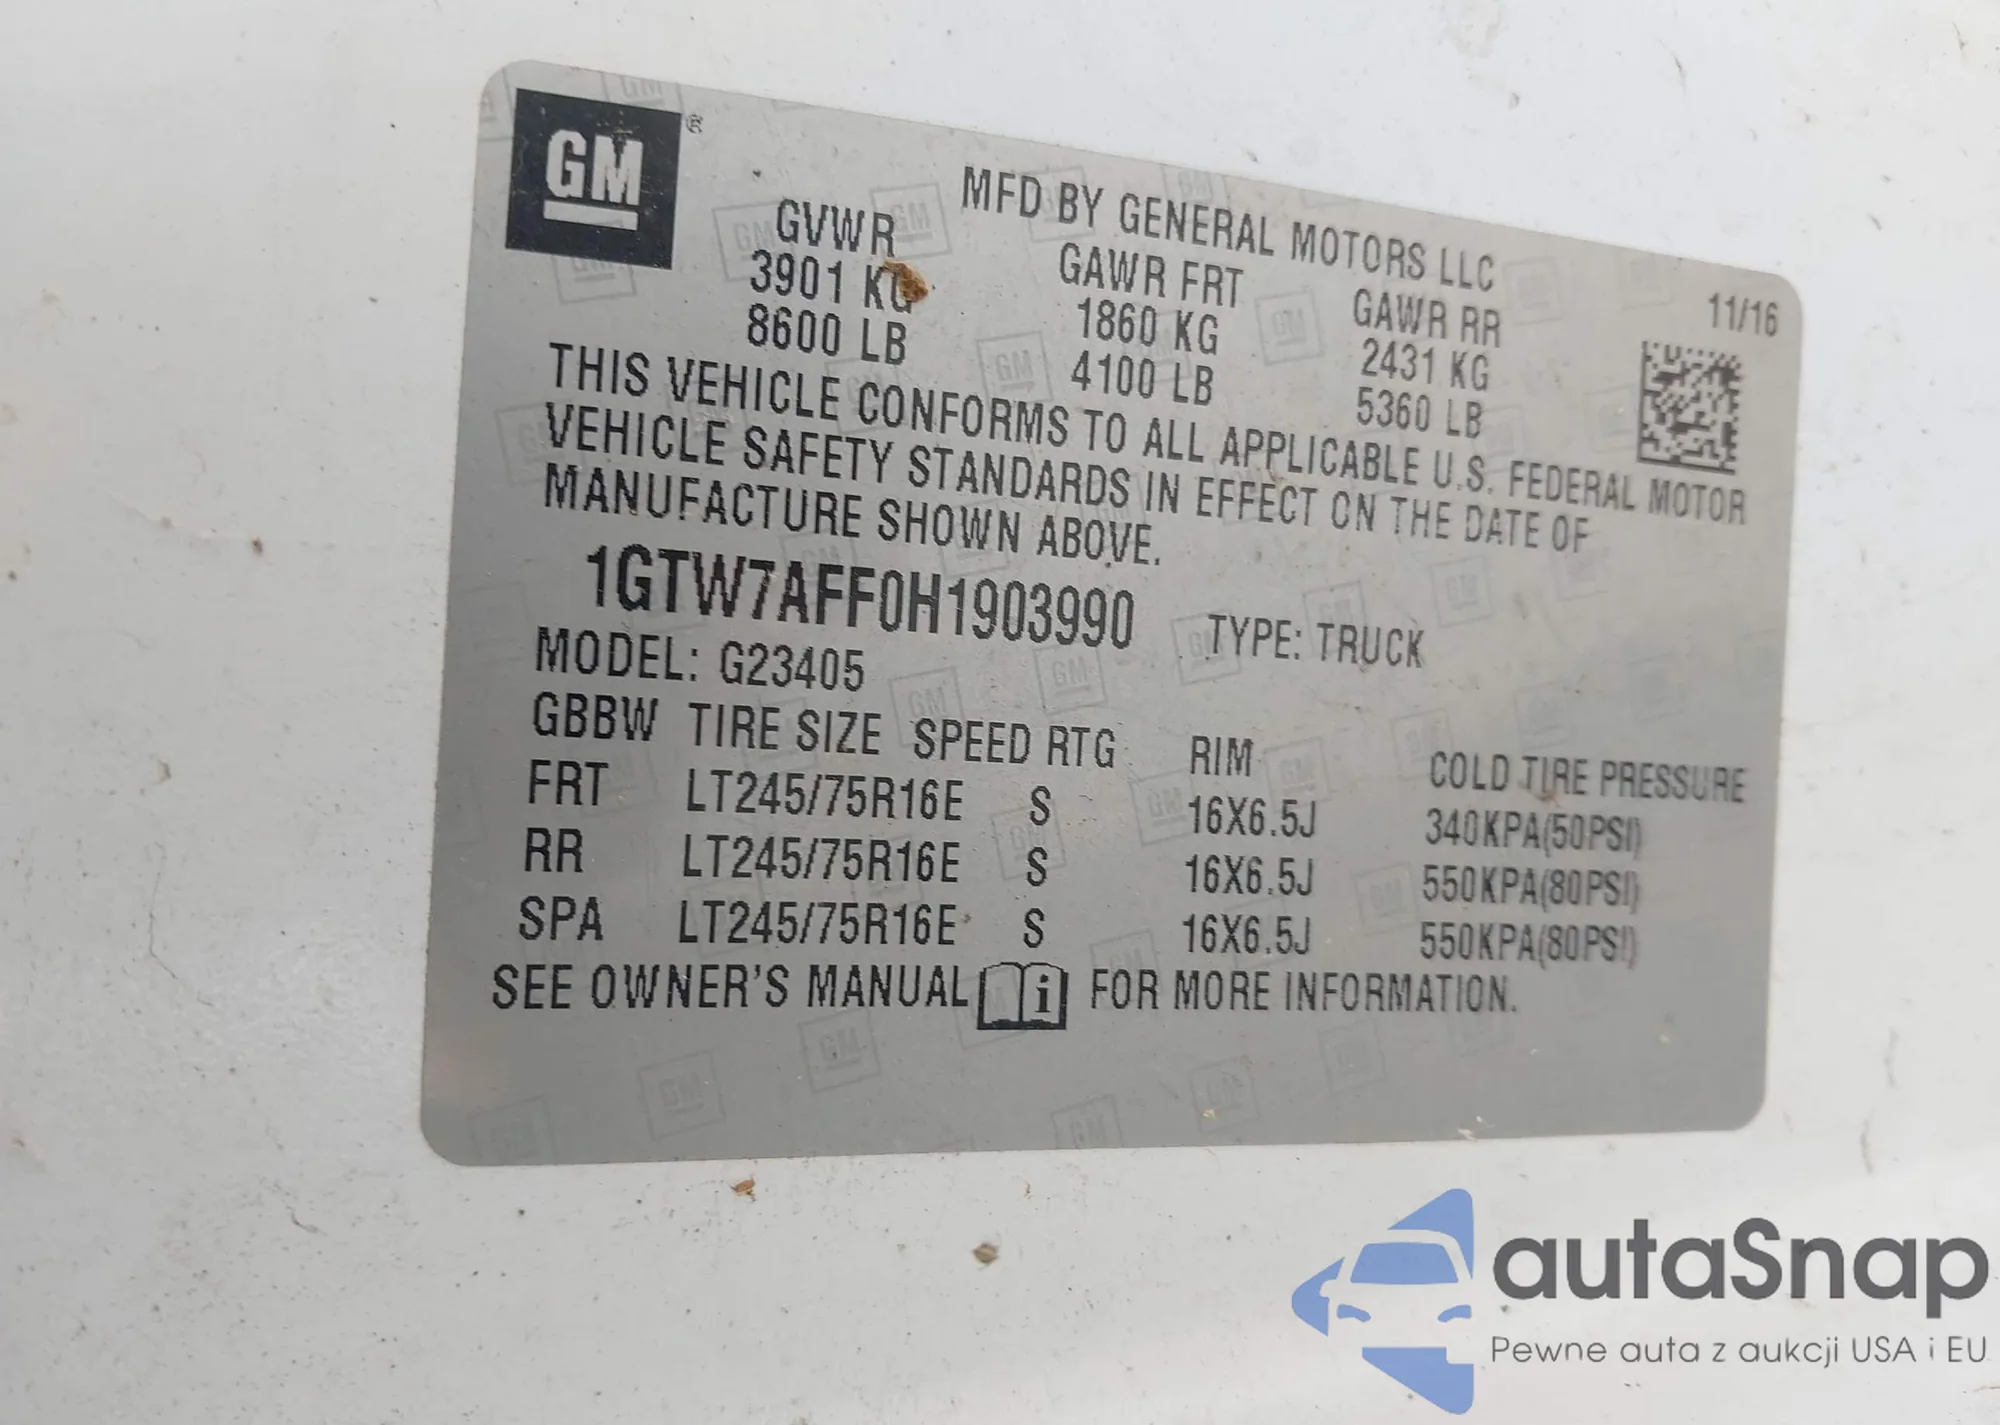 GM®
MFD BY GENERAL MOTORS LLC
GVWR GAWR FRT GAWR RR 11/16
3901 KG 1860 KG 2431 KG
8600 LB 4100 LB 5360 LB
THIS VEHICLE CONFORMS TO ALL APPLICABLE U.S. FEDERAL MOTOR
VEHICLE SAFETY STANDARDS IN EFFECT ON THE DATE OF
MANUFACTURE SHOWN ABOVE.
1GTW7AFF0H1903990 TYPE: TRUCK
MODEL: G23405
GBBW TIRE SIZE SPEED RTG RIM COLD TIRE PRESSURE
FRT LT245/75R16E S 16X6.5J 340KPA(50PSI)
RR LT245/75R16E S 16X6.5J 550KPA(80PSI)
SPA LT245/75R16E S 16X6.5J 550KPA(80PSI)
SEE OWNER'S MANUAL i FOR MORE INFORMATION.
autaSnap
Pewne auta z aukcji USA i EU